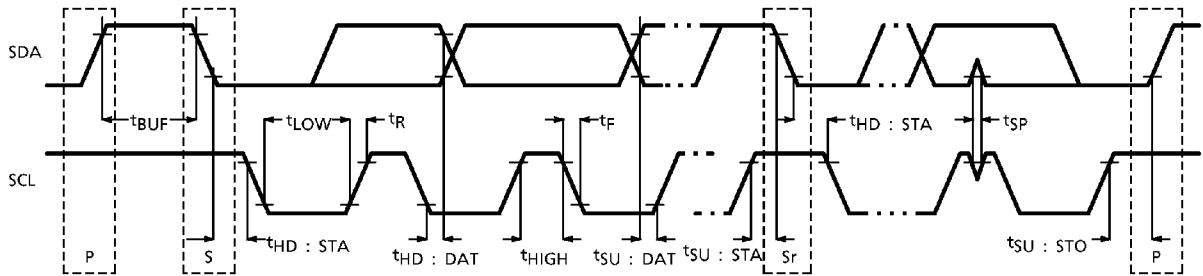 SDA
tBUF
tLOW
tR
tF
tHD : STA
tSP
SCL
P
S
tHD : STA
tHD : DAT
tHIGH
tSU : DAT
tSU : STA
Sr
tSU : STO
P